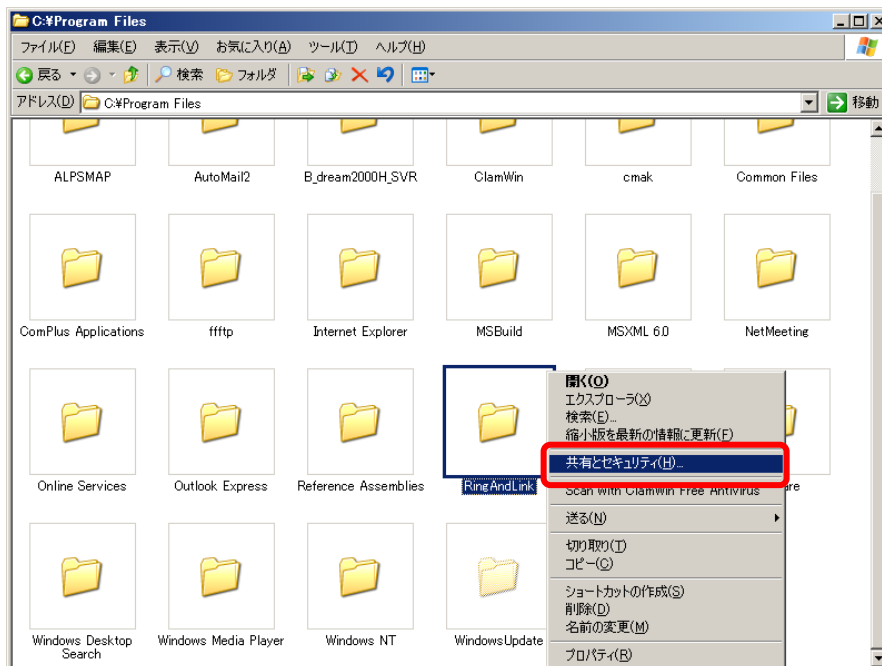 C:¥Program Files
ファイル(F) 編集(E) 表示(V) お気に入り(A) ツール(T) ヘルプ(H)
戻る 検索 フォルダ
アドレス(D) C:¥Program Files 移動
ALPSMAP AutoMail2 B_dream2000H_SVR ClamWin cmak Common Files
ComPlus Applications ffftp Internet Explorer MSBuild MSXML 6.0 NetMeeting
Online Services Outlook Express Reference Assemblies RingAndLink
Windows Desktop Search Windows Media Player Windows NT WindowsUpdate
開く(O)
エクスプローラ(X)
検索(E)...
縮小版を最新の情報に更新(F)
共有とセキュリティ(H)...
Scan with ClamWin Free Antivirus
送る(N)
切り取り(T)
コピー(C)
ショートカットの作成(S)
削除(D)
名前の変更(M)
プロパティ(R)